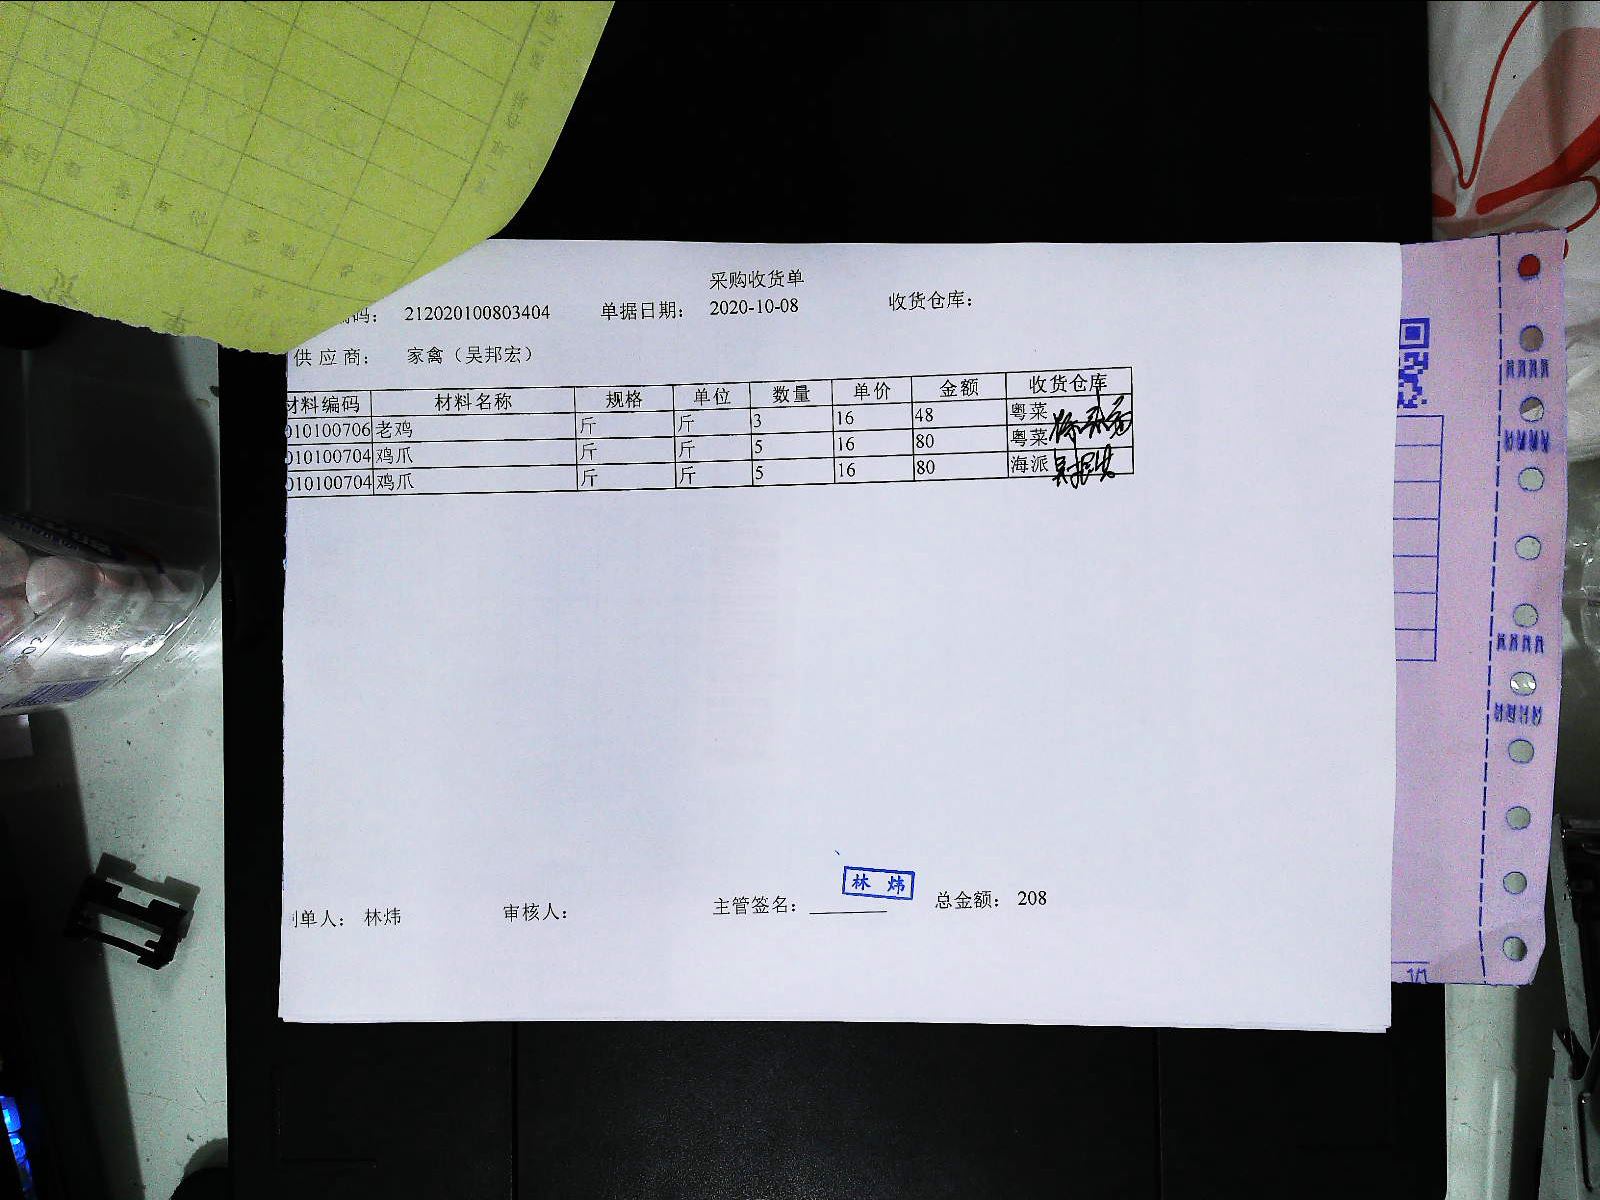 采购收货单
码： 212020100803404 单据日期： 2020-10-08 收货仓库：
供应商： 家禽（吴邦宏）
材料编码 材料名称 规格 单位 数量 单价 金额 收货仓库
010100706 老鸡 斤 斤 3 16 48 粤菜
010100704 鸡爪 斤 斤 5 16 80 粤菜
010100704 鸡爪 斤 斤 5 16 80 海派
林炜
制单人： 林炜 审核人： 主管签名： 总金额： 208
1/1